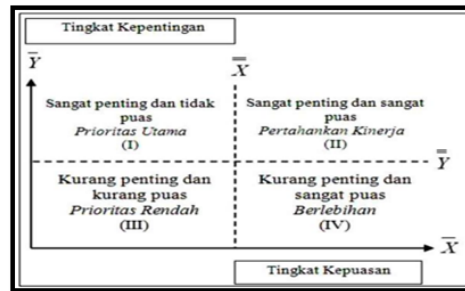 Tingkat Kepentingan
Y̅
X̿
Sangat penting dan tidak
puas
Prioritas Utama
(I)
Sangat penting dan sangat
puas
Pertahankan Kinerja
(II)
Y̿
Kurang penting dan
kurang puas
Prioritas Rendah
(III)
Kurang penting dan
sangat puas
Berlebihan
(IV)
X̅
Tingkat Kepuasan